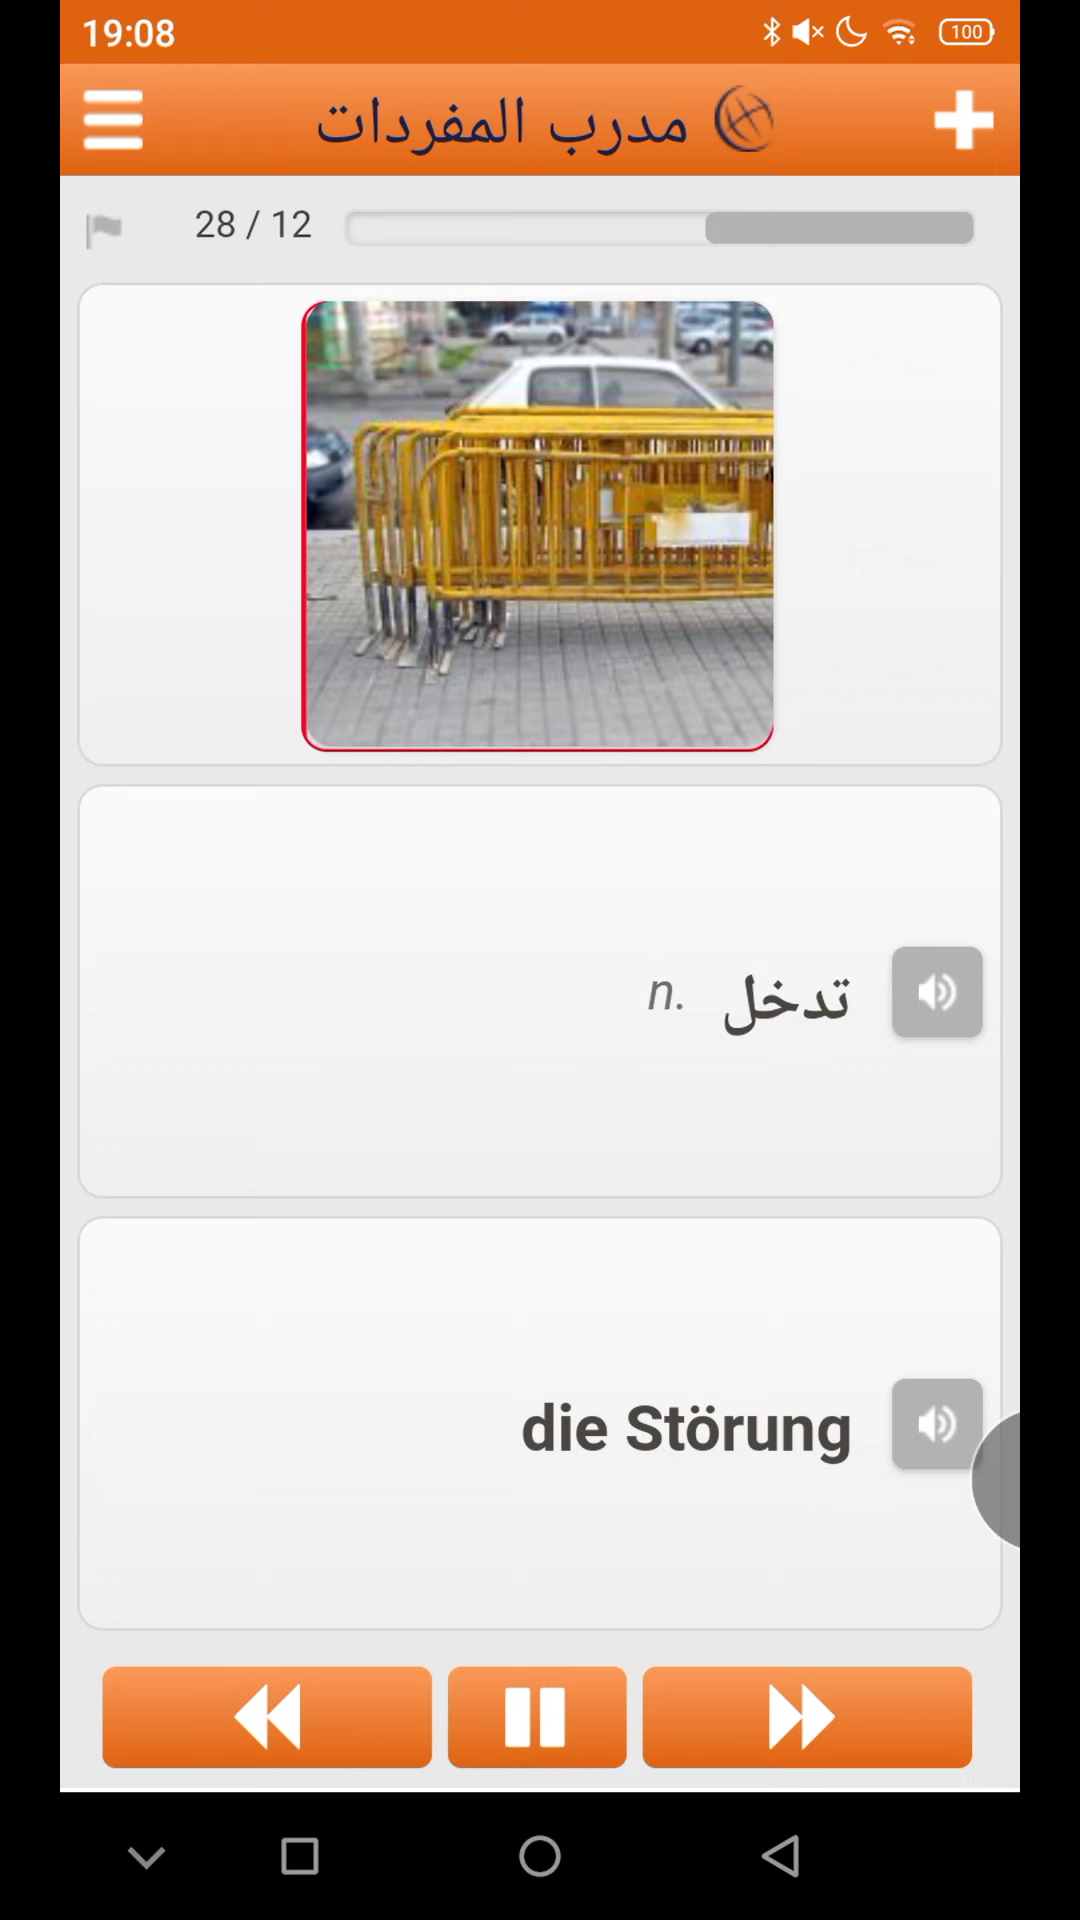 19:08
100
مدرب المفردات
28 / 12
تدخل n.
die Störung